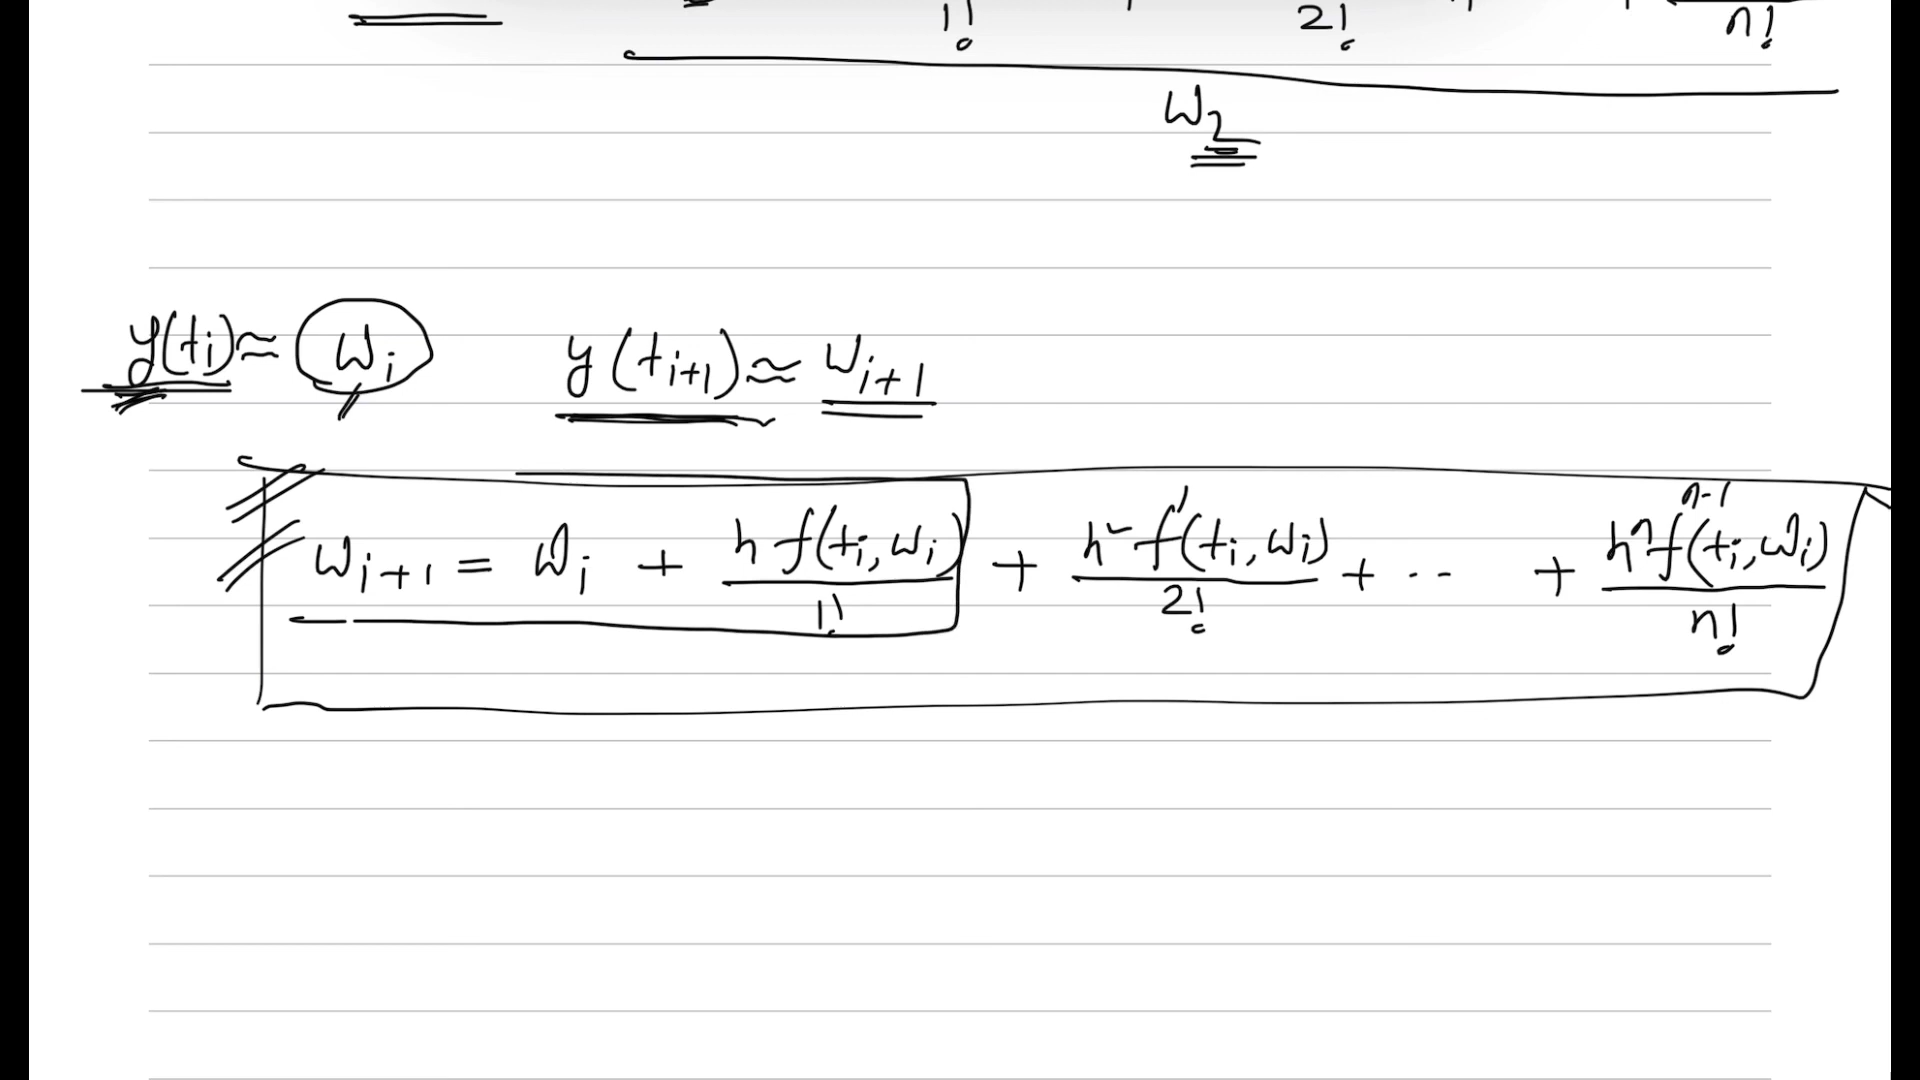 1! 2! n!
w₂
y(tᵢ) ≈ wᵢ y(tᵢ₊₁) ≈ wᵢ₊₁
wᵢ₊₁ = wᵢ + h f(tᵢ, wᵢ)/1! + h² f′(tᵢ, wᵢ)/2! + ·· + hⁿ fⁿ⁻¹(tᵢ, wᵢ)/n!